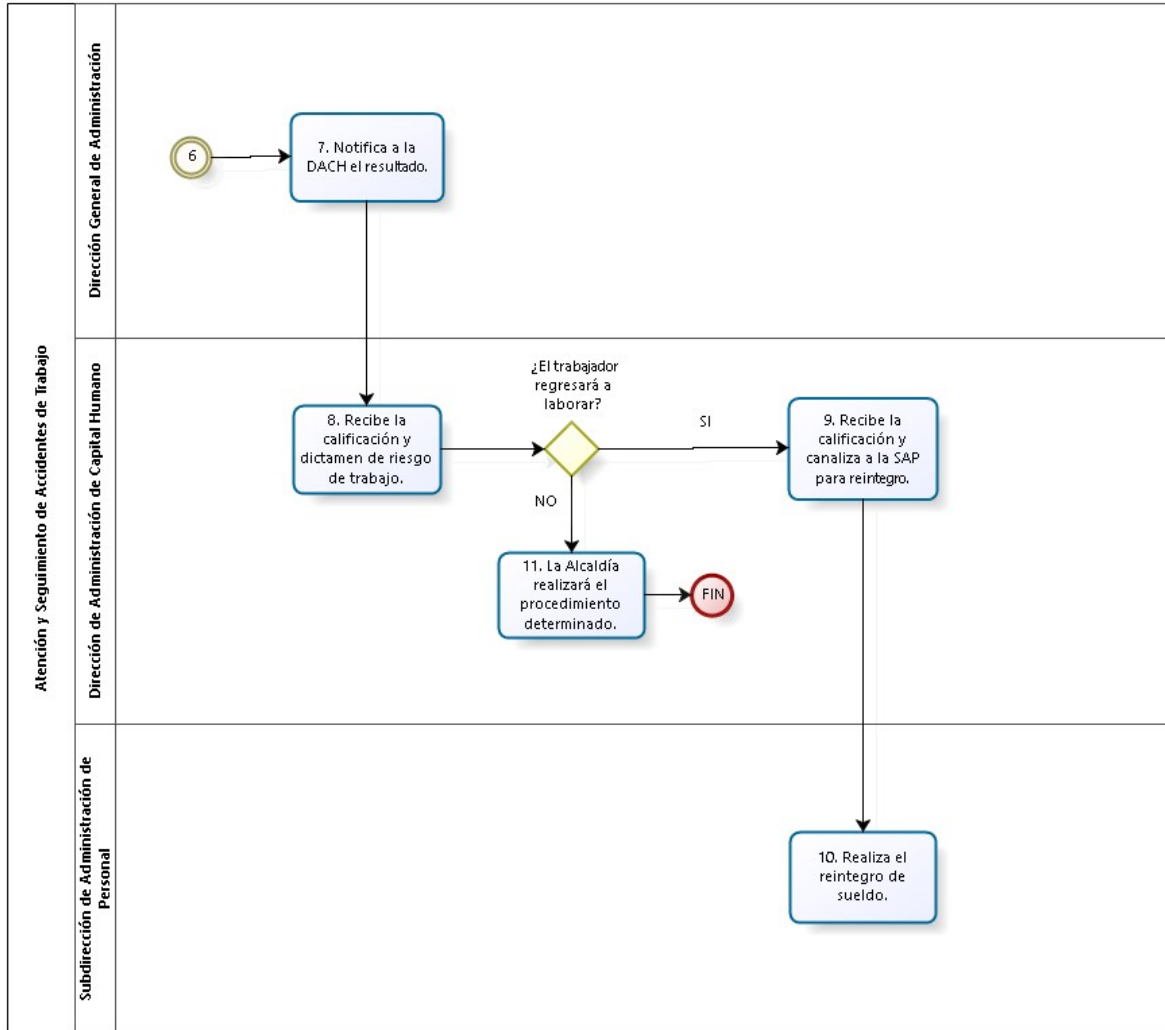 Atención y Seguimiento de Accidentes de Trabajo
Dirección General de Administración
6
7. Notifica a la
DACH el resultado.
Dirección de Administración de Capital Humano
8. Recibe la
calificación y
dictamen de riesgo
de trabajo.
¿El trabajador
regresará a
laborar?
SI
NO
9. Recibe la
calificación y
canaliza a la SAP
para reintegro.
11. La Alcaldía
realizará el
procedimiento
determinado.
FIN
Subdirección de Administración de
Personal
10. Realiza el
reintegro de
sueldo.